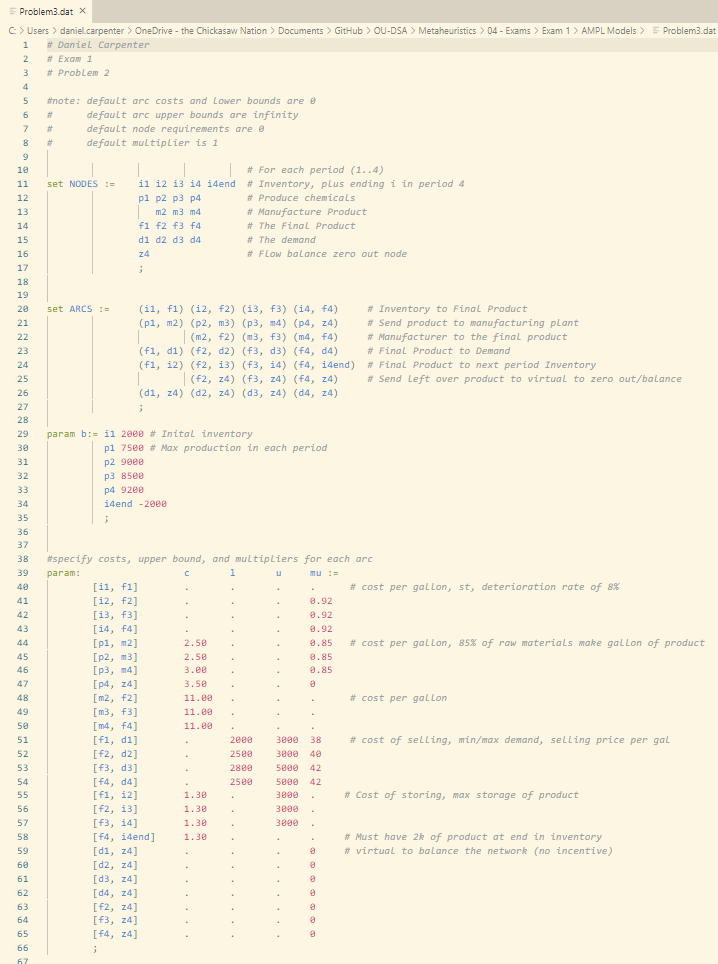 Problem3.dat ×
C: > Users > daniel.carpenter > OneDrive - the Chickasaw Nation > Documents > GitHub > OU-DSA > Metaheuristics > 04 - Exams > Exam 1 > AMPL Models > Problem3.dat
1 # Daniel Carpenter
2 # Exam 1
3 # Problem 2
4
5 #note: default arc costs and lower bounds are 0
6 # default arc upper bounds are infinity
7 # default node requirements are 0
8 # default multiplier is 1
9
10 # For each period (1..4)
11 set NODES := i1 i2 i3 i4 i4end # Inventory, plus ending i in period 4
12 p1 p2 p3 p4 # Produce chemicals
13 m2 m3 m4 # Manufacture Product
14 f1 f2 f3 f4 # The Final Product
15 d1 d2 d3 d4 # The demand
16 z4 # Flow balance zero out node
17 ;
18
19
20 set ARCS := (i1, f1) (i2, f2) (i3, f3) (i4, f4) # Inventory to Final Product
21 (p1, m2) (p2, m3) (p3, m4) (p4, z4) # Send product to manufacturing plant
22 (m2, f2) (m3, f3) (m4, f4) # Manufacturer to the final product
23 (f1, d1) (f2, d2) (f3, d3) (f4, d4) # Final Product to Demand
24 (f1, i2) (f2, i3) (f3, i4) (f4, i4end) # Final Product to next period Inventory
25 (f2, z4) (f3, z4) (f4, z4) # Send left over product to virtual to zero out/balance
26 (d1, z4) (d2, z4) (d3, z4) (d4, z4)
27 ;
28
29 param b:= i1 2000 # Inital inventory
30 p1 7500 # Max production in each period
31 p2 9000
32 p3 8500
33 p4 9200
34 i4end -2000
35 ;
36
37
38 #specify costs, upper bound, and multipliers for each arc
39 param: c l u mu :=
40 [i1, f1] . . . . # cost per gallon, st, deterioration rate of 8%
41 [i2, f2] . . . 0.92
42 [i3, f3] . . . 0.92
43 [i4, f4] . . . 0.92
44 [p1, m2] 2.50 . . 0.85 # cost per gallon, 85% of raw materials make gallon of product
45 [p2, m3] 2.50 . . 0.85
46 [p3, m4] 3.00 . . 0.85
47 [p4, z4] 3.50 . . 0
48 [m2, f2] 11.00 . . . # cost per gallon
49 [m3, f3] 11.00 . . .
50 [m4, f4] 11.00 . . .
51 [f1, d1] . 2000 3000 38 # cost of selling, min/max demand, selling price per gal
52 [f2, d2] . 2500 3000 40
53 [f3, d3] . 2800 5000 42
54 [f4, d4] . 2500 5000 42
55 [f1, i2] 1.30 . 3000 . # Cost of storing, max storage of product
56 [f2, i3] 1.30 . 3000 .
57 [f3, i4] 1.30 . 3000 .
58 [f4, i4end] 1.30 . . . # Must have 2k of product at end in inventory
59 [d1, z4] . . . 0 # virtual to balance the network (no incentive)
60 [d2, z4] . . . 0
61 [d3, z4] . . . 0
62 [d4, z4] . . . 0
63 [f2, z4] . . . 0
64 [f3, z4] . . . 0
65 [f4, z4] . . . 0
66 ;
67